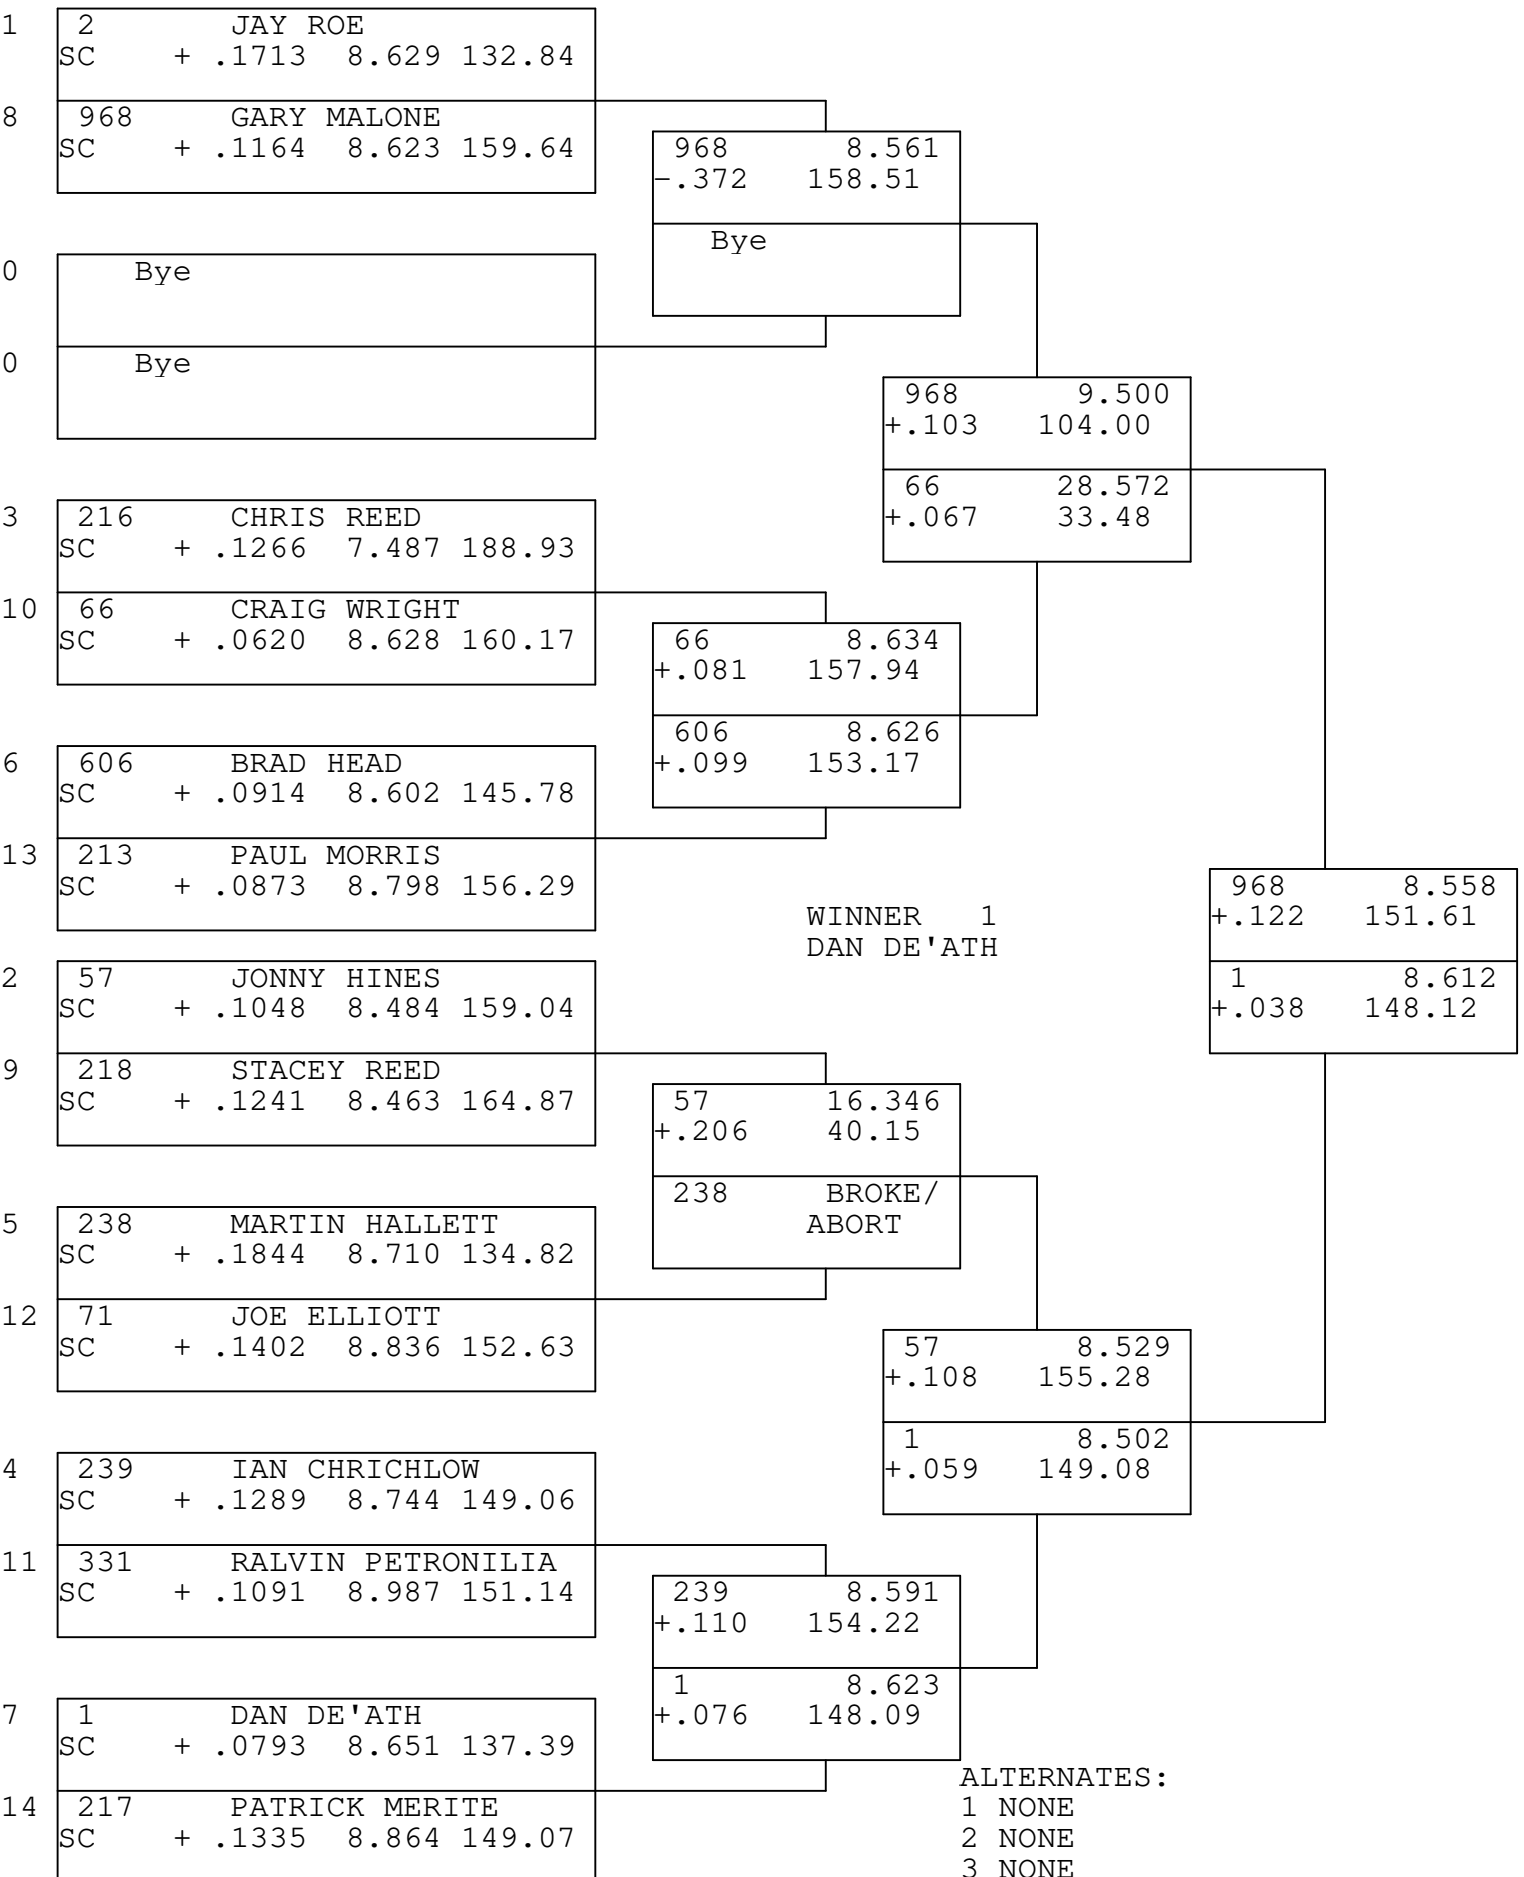 1 2 JAY ROE
SC + .1713 8.629 132.84
8 968 GARY MALONE
SC + .1164 8.623 159.64
968 8.561
-.372 158.51
Bye
0 Bye
0 Bye
968 9.500
+.103 104.00
66 28.572
+.067 33.48
3 216 CHRIS REED
SC + .1266 7.487 188.93
10 66 CRAIG WRIGHT
SC + .0620 8.628 160.17
66 8.634
+.081 157.94
606 8.626
+.099 153.17
6 606 BRAD HEAD
SC + .0914 8.602 145.78
13 213 PAUL MORRIS
SC + .0873 8.798 156.29
WINNER 1
DAN DE'ATH
968 8.558
+.122 151.61
1 8.612
+.038 148.12
2 57 JONNY HINES
SC + .1048 8.484 159.04
9 218 STACEY REED
SC + .1241 8.463 164.87
57 16.346
+.206 40.15
238 BROKE/
ABORT
5 238 MARTIN HALLETT
SC + .1844 8.710 134.82
12 71 JOE ELLIOTT
SC + .1402 8.836 152.63
57 8.529
+.108 155.28
1 8.502
+.059 149.08
4 239 IAN CHRICHLOW
SC + .1289 8.744 149.06
11 331 RALVIN PETRONILIA
SC + .1091 8.987 151.14
239 8.591
+.110 154.22
1 8.623
+.076 148.09
7 1 DAN DE'ATH
SC + .0793 8.651 137.39
14 217 PATRICK MERITE
SC + .1335 8.864 149.07
ALTERNATES:
1 NONE
2 NONE
3 NONE